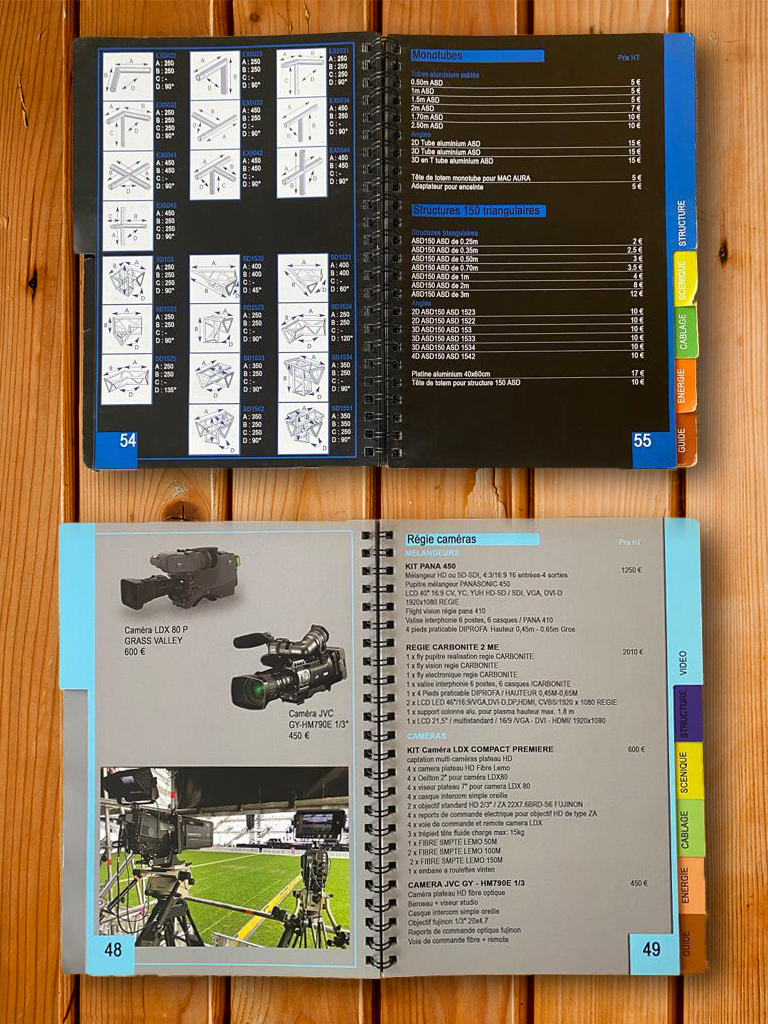 EX5022
A : 250
B : 250
C : -
D : 90°
EX5023
A : 250
B : 250
C : 250
D : 90°
EX5031
A : 250
B : 250
C : -
D : 90°
EX5032
A : 250
B : 250
C : 250
D : 90°
EX5033
A : 450
B : 250
C : -
D : 90°
EX5034
A : 450
B : 250
C : 250
D : 90°
EX5041
A : 450
B : 450
C : -
D : 90°
EX5042
A : 450
B : 250
C : 250
D : 90°
EX5044
A : 450
B : 450
C : -
D : 90°
EX5045
A : 450
B : 450
C : 250
D : 90°
SD153
A : 250
B : 250
C : 250
D : 90°
SD1520
A : 400
B : 400
C : -
D : 45°
SD1521
A : 400
B : 400
C : -
D : 60°
SD1522
A : 250
B : 250
C : -
D : 90°
SD1523
A : 250
B : 250
C : -
D : 90°
SD1524
A : 250
B : 250
C : -
D : 120°
SD1525
A : 250
B : 250
C : -
D : 135°
SD1533
A : 350
B : 250
C : -
D : 90°
SD1534
A : 350
B : 250
C : 250
D : 90°
SD1542
A : 350
B : 250
C : 250
D : 90°
SD1551
A : 350
B : 350
C : 250
D : 90°
54
Monotubes
Prix HT
Tubes aluminium sablés
0.50m ASD 5 €
1m ASD 5 €
1.5m ASD 5 €
2m ASD 7 €
1.70m ASD 10 €
2.50m ASD 10 €
Angles
2D Tube aluminium ASD 15 €
3D Tube aluminium ASD 15 €
3D en T tube aluminium ASD 15 €
Tête de totem monotube pour MAC AURA 5 €
Adaptateur pour enceinte 5 €
Structures 150 triangulaires
Structures triangulaires
ASD150 ASD de 0.25m 2 €
ASD150 ASD de 0.35m 2,5 €
ASD150 ASD de 0.50m 3 €
ASD150 ASD de 0.70m 3,5 €
ASD150 ASD de 1m 4 €
ASD150 ASD de 2m 8 €
ASD150 ASD de 3m 12 €
Angles
2D ASD150 ASD 1523 10 €
2D ASD150 ASD 1522 10 €
3D ASD150 ASD 153 10 €
3D ASD150 ASD 1533 10 €
3D ASD150 ASD 1534 10 €
4D ASD150 ASD 1542 10 €
Platine aluminium 40x60cm 17 €
Tête de totem pour structure 150 ASD 10 €
55
STRUCTURE
SCENIQUE
CABLAGE
ENERGIE
GUIDE
Caméra LDX 80 P
GRASS VALLEY
600 €
Caméra JVC
GY-HM790E 1/3"
450 €
48
Régie caméras
Prix HT
MELANGEURS
KIT PANA 450 1250 €
Mélangeur HD ou SD-SDI, 4:3/16:9 16 entrées-4 sorties
Pupitre mélangeur PANASONIC 450
LCD 40" 16:9 CV, YC, YUH HD-SD / SDI, VGA, DVI-D
1920x1080 REGIE
Flight vision régie pana 410
Valise interphonie 6 postes, 6 casques / PANA 410
4 pieds praticable DIPROFA Hauteur 0,45m - 0.65m Gros
REGIE CARBONITE 2 ME 2010 €
1 x fly pupitre realisation regie CARBONITE
1 x fly vision regie CARBONITE
1 x fly electronique regie CARBONITE
1 x valise interphonie 6 postes, 6 casques /CARBONITE
1 x 4 Pieds praticable DIPROFA / HAUTEUR 0,45M-0,65M
2 x LCD LED 46"/16:9/VGA,DVI-D,DP,HDMI, CVBS/1920 x 1080 REGIE
1 x support colonne alu, pour plasma hauteur max. 1,8 m
1 x LCD 21,5" / multistandard / 16/9 /VGA - DVI - HDMI/ 1920x1080
CAMERAS
KIT Caméra LDX COMPACT PREMIERE 600 €
captation multi-caméras plateau HD
4 x camera plateau HD Fibre Lemo
4 x Oeilton 2" pour caméra LDX80
4 x viseur plateau 7" pour camera LDX 80
4 x casque intercom simple oreille
2 x objectif standard HD 2/3" / ZA 22X7.6BRD-S6 FUJINON
4 x reports de commande electrique pour objectif HD de type ZA
4 x voie de commande et remote camera LDX
3 x trépied tête fluide charge max: 15kg
1 x FIBRE SMPTE LEMO 50M
2 x FIBRE SMPTE LEMO 100M
2 x FIBRE SMPTE LEMO 150M
1 x embase a roulettes vinten
CAMERA JVC GY - HM790E 1/3 450 €
Caméra plateau HD fibre optique
Berceau + viseur studio
Casque intercom simple oreille
Objectif fujinon 1/3" 20x4.7
Reports de commande optique fujinon
Voie de commande fibre + remote
49
VIDEO
STRUCTURE
SCENIQUE
CABLAGE
ENERGIE
GUIDE